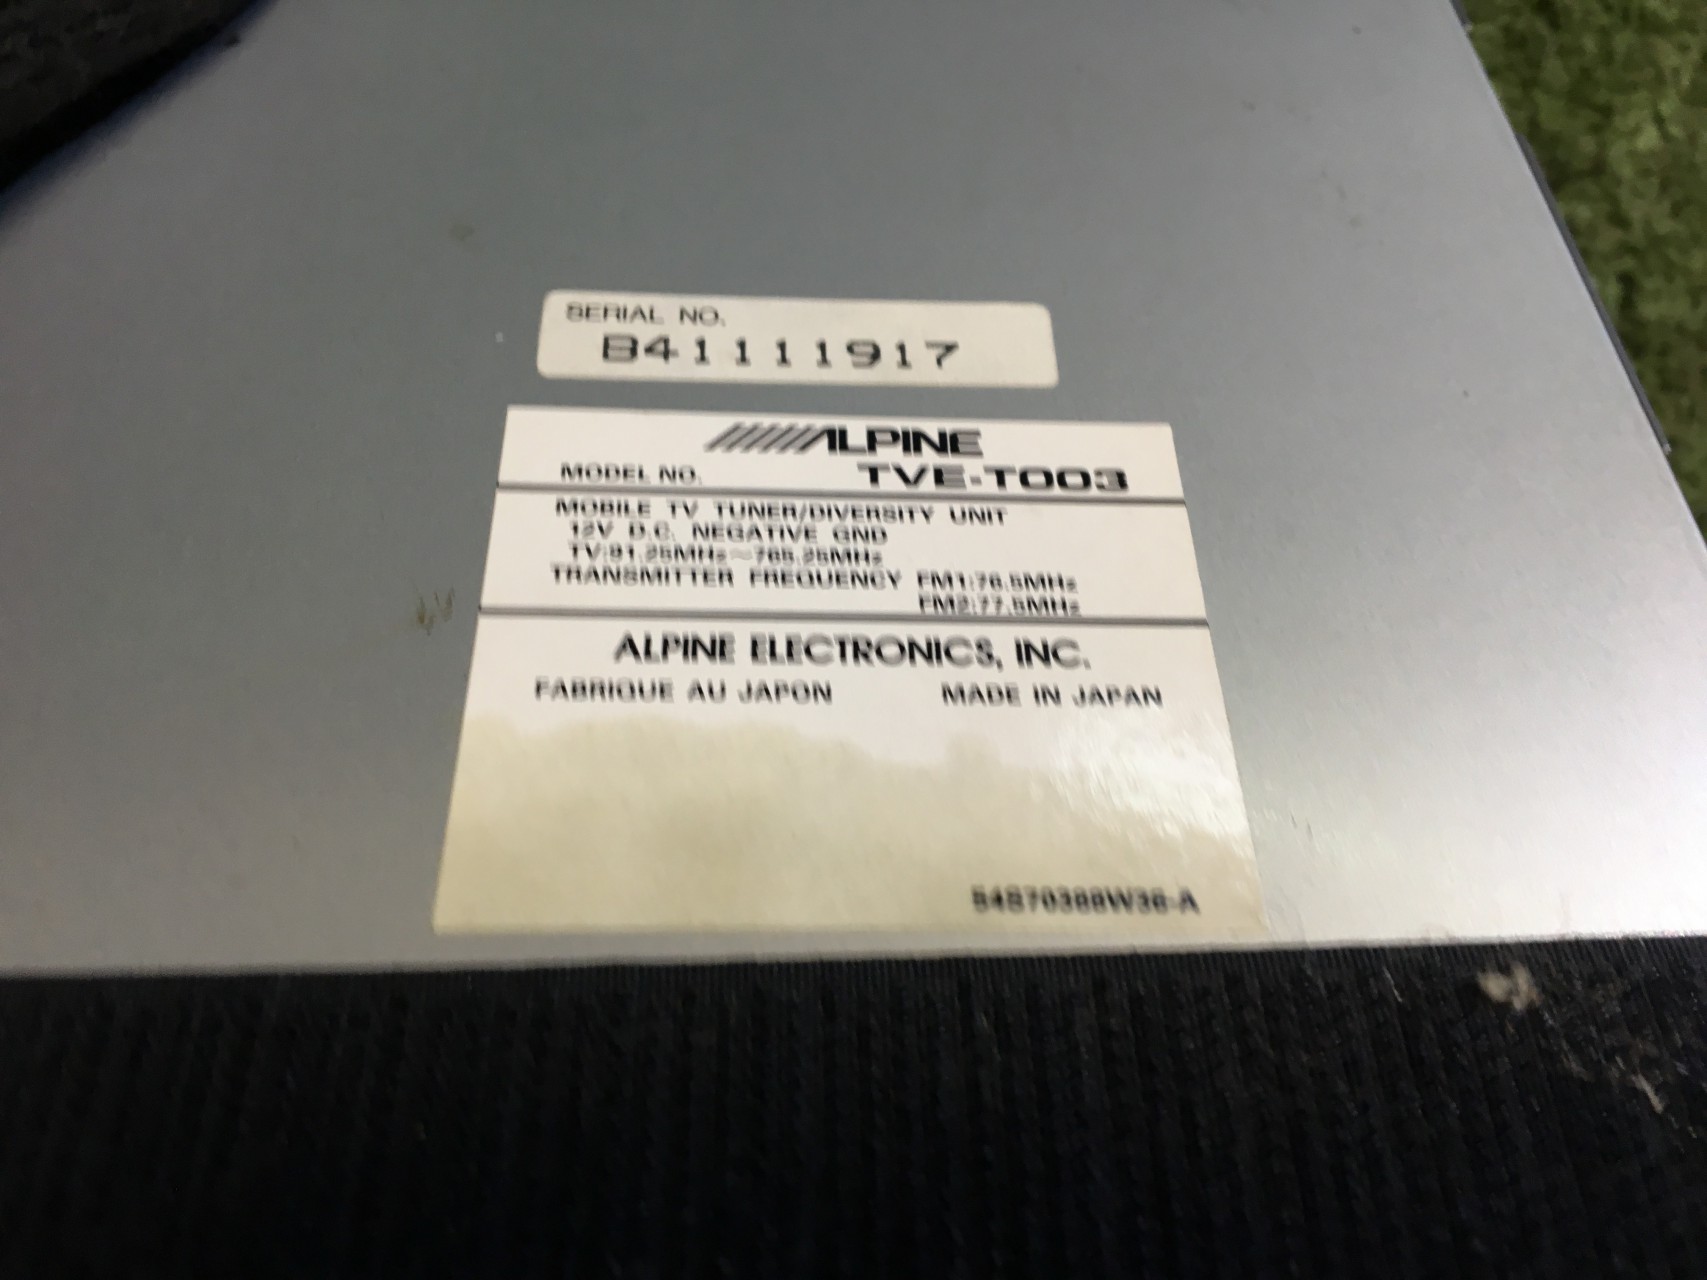 SERIAL NO.
B41111917
ALPINE
MODEL NO. TVE-T003
MOBILE TV TUNER/DIVERSITY UNIT
12V D.C. NEGATIVE GND
TV:91.25MHz~765.25MHz
TRANSMITTER FREQUENCY FM1:76.5MHz
FM2:77.5MHz
ALPINE ELECTRONICS, INC.
FABRIQUE AU JAPON MADE IN JAPAN